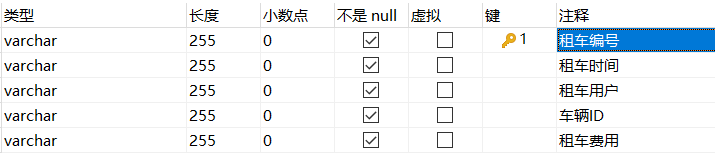 类型 长度 小数点 不是 null 虚拟 键 注释
varchar 255 0 1 租车编号
varchar 255 0 租车时间
varchar 255 0 租车用户
varchar 255 0 车辆ID
varchar 255 0 租车费用